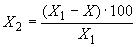 X₂ = (X₁ − X) · 100 / X₁